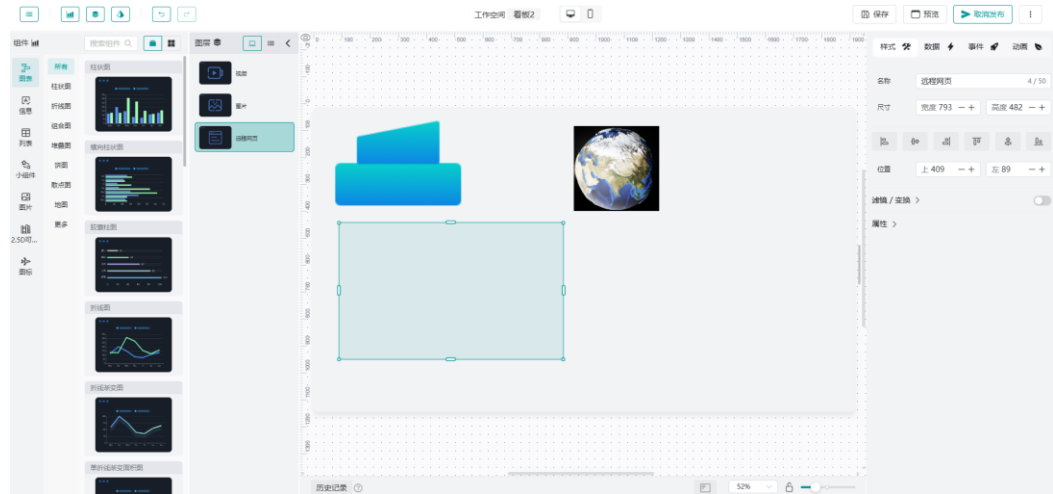 工作空间 看板2
保存
预览
取消发布
组件
搜索组件
图层
样式
数据
事件
动画
图表
信息
列表
小组件
图片
2.5D可...
图标
所有
柱状图
折线图
组合图
堆叠图
饼图
散点图
地图
更多
柱状图
横向柱状图
胶囊柱图
折线图
折线渐变图
单折线渐变面积图
视频
图片
远程网页
名称
远程网页
4 / 50
尺寸
宽度 793
高度 482
位置
上 409
左 89
滤镜 / 变换
属性
历史记录
52%